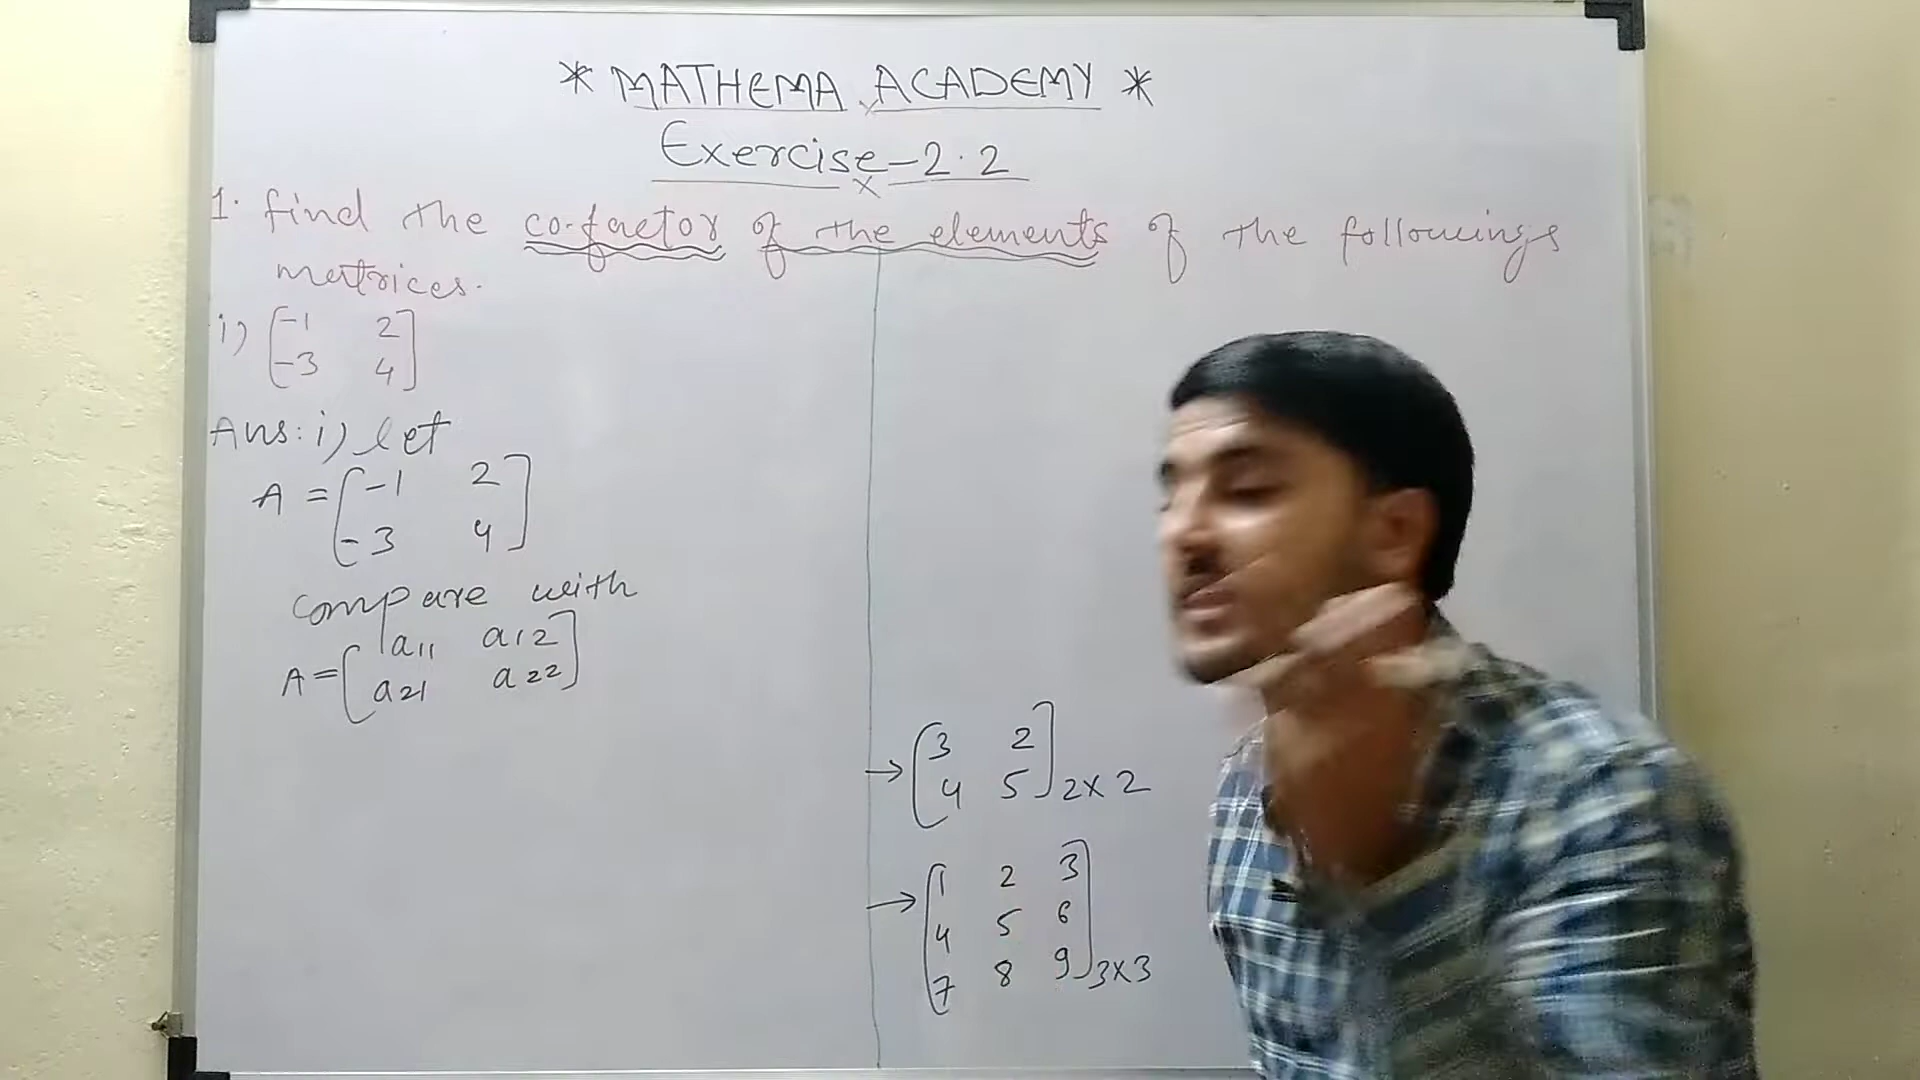 * MATHEMA ACADEMY *
Exercise-2.2
1. find the co-factor of the elements of the followings
matrices.
i) [-1 2
-3 4]
Ans: i) let
A = [-1 2
-3 4]
compare with
A = [a11 a12
a21 a22]
→ [3 2
4 5] 2x2
→ [1 2 3
4 5 6
7 8 9] 3x3